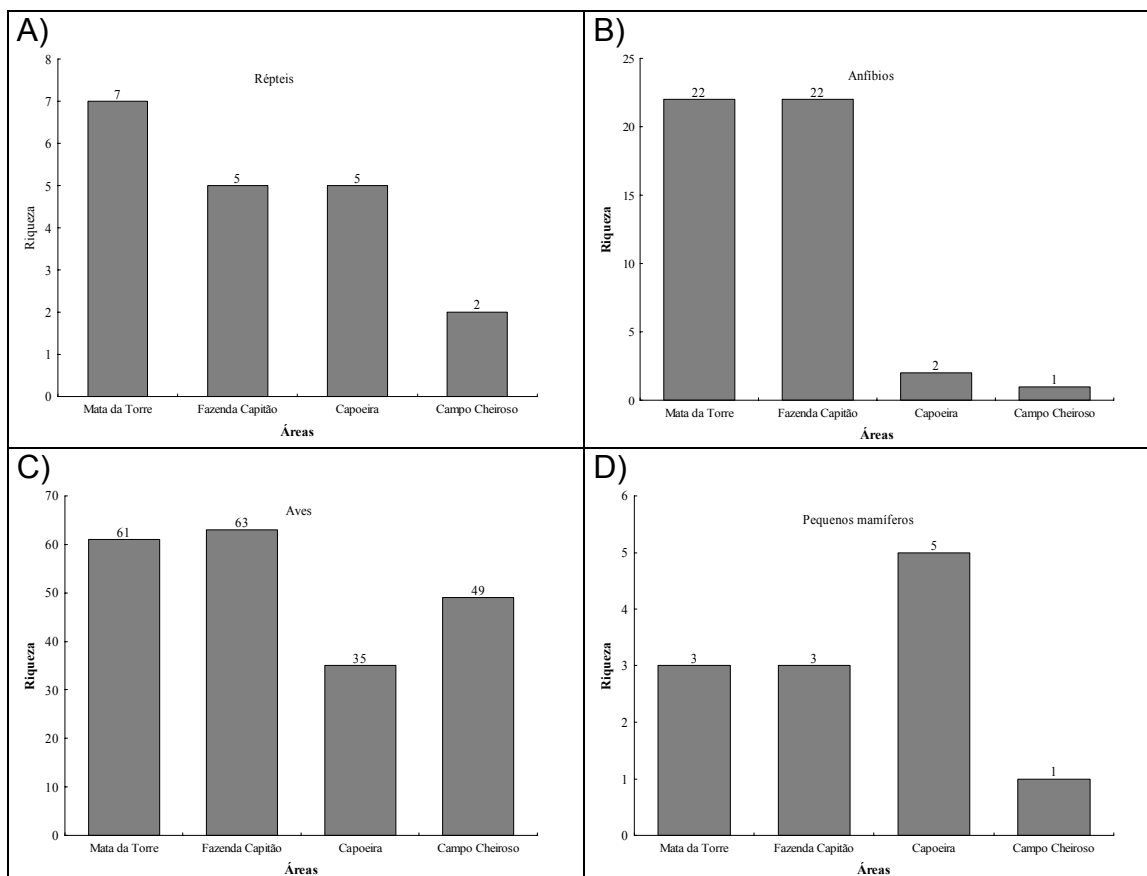 A)
Répteis
8
7
6
5
4
3
2
1
0
Riqueza
7
5
5
2
Mata da Torre Fazenda Capitão Capoeira Campo Cheiroso
Áreas
B)
Anfíbios
25
20
15
10
5
0
Riqueza
22
22
2
1
Mata da Torre Fazenda Capitão Capoeira Campo Cheiroso
Áreas
C)
Aves
70
60
50
40
30
20
10
0
Riqueza
61
63
35
49
Mata da Torre Fazenda Capitão Capoeira Campo Cheiroso
Áreas
D)
Pequenos mamíferos
6
5
4
3
2
1
0
Riqueza
3
3
5
1
Mata da Torre Fazenda Capitão Capoeira Campo Cheiroso
Áreas